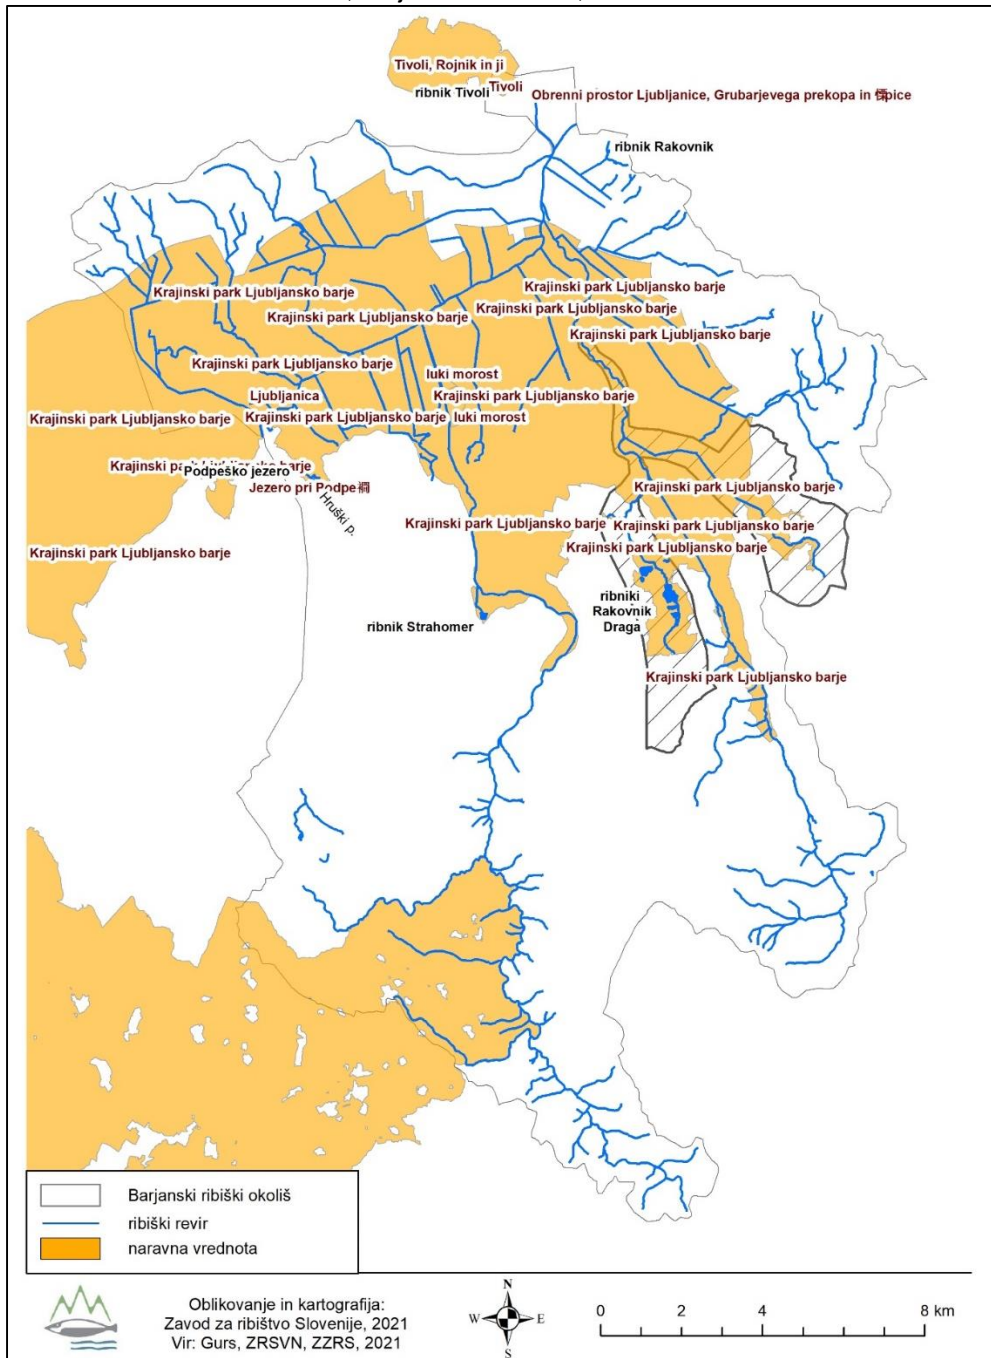 Tivoli, Rojnik in ji
Tivoli
ribnik Tivoli
Obrenni prostor Ljubljanice, Grubarjevega prekopa in
ribnik Rakovnik
Krajinski park Ljubljansko barje
Krajinski park Ljubljansko barje
Krajinski park Ljubljansko barje
Krajinski park Ljubljansko barje
Krajinski park Ljubljansko barje
Krajinski park Ljubljansko barje
luki morost
Ljubljanica
Krajinski park Ljubljansko barje
Krajinski park Ljubljansko barje
Krajinski park Ljubljansko barje
luki morost
Krajinski park Ljubljansko barje
Podpeško jezero
Jezero pri
Hruški p.
Krajinski park Ljubljansko barje
Krajinski park Ljubljansko barje
Krajinski park Ljubljansko barje
Krajinski park Ljubljansko barje
Krajinski park Ljubljansko barje
ribniki
Rakovnik
Draga
ribnik Strahomer
Krajinski park Ljubljansko barje
Barjanski ribiški okoliš
ribiški revir
naravna vrednota
Oblikovanje in kartografija:
Zavod za ribištvo Slovenije, 2021
Vir: Gurs, ZRSVN, ZZRS, 2021
N
W E
S
0 2 4 8 km